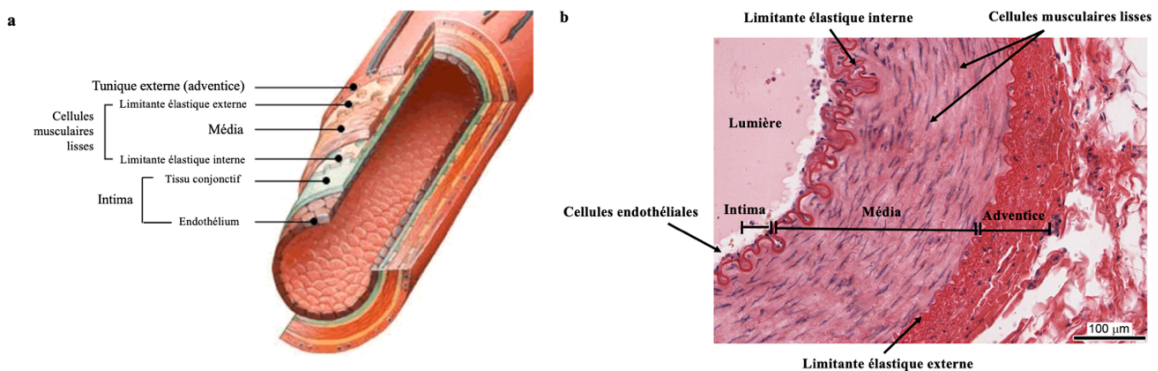 a
Tunique externe (adventice)
Limitante élastique externe
Cellules
musculaires
lisses
Média
Limitante élastique interne
Tissu conjonctif
Intima
Endothélium
b
Limitante élastique interne
Cellules musculaires lisses
Lumière
Intima
Média
Adventice
Cellules endothéliales
100 µm
Limitante élastique externe